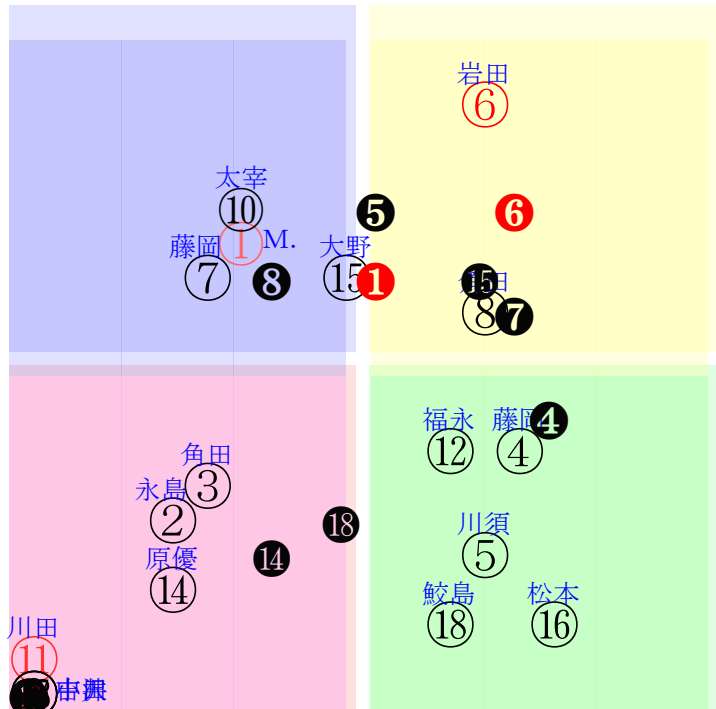 岩田
⑥
太宰
⑩
❺
❻
藤岡
①
M.
大野
⑦
❽
⑮
❶
⓯
田
⑧
❼
福永
藤岡
❹
⑫
④
角田
③
永島
②
⓲
川須
⑤
原優
⓮
⑭
鮫島
松本
⑱
⑯
川田
⑪